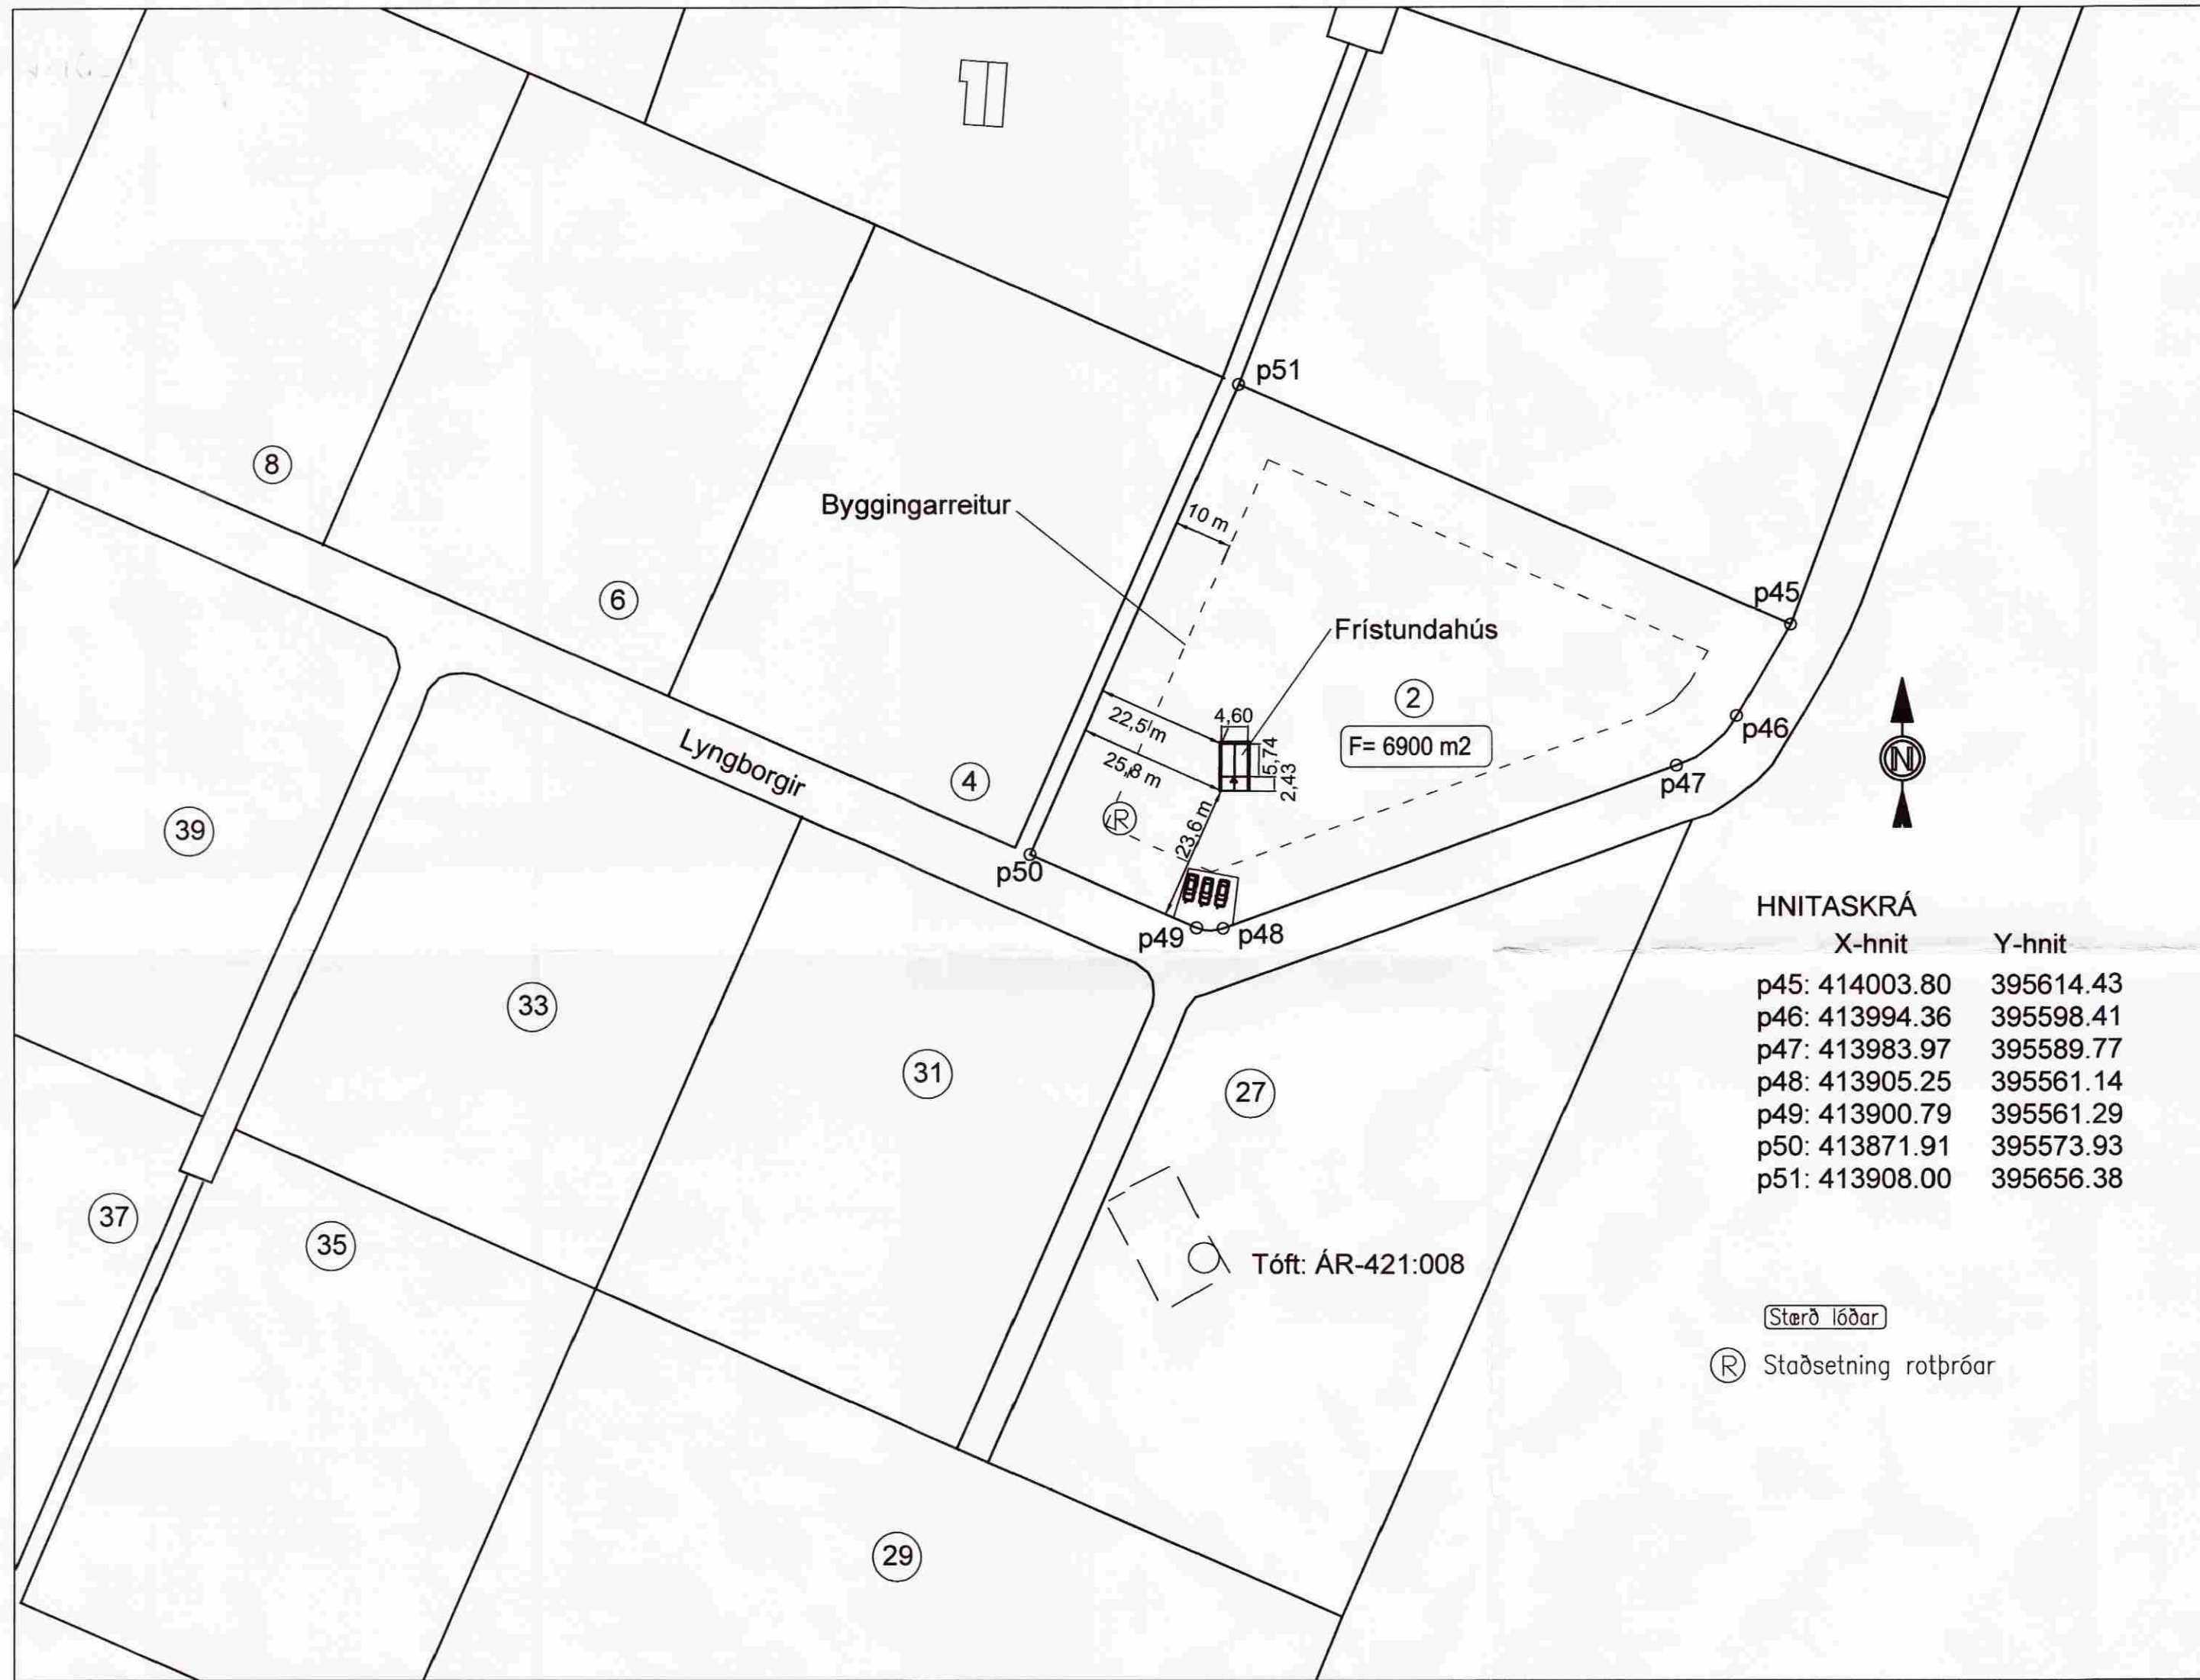 p51
8
Byggingarreitur
10 m
p45
6
Frístundahús
2
4,60
22,5 m
p46
F= 6900 m2
5,74
Lyngborgir
25,8 m
4
2,43
p47
R
39
23,6 m
p50
p49
p48
HNITASKRÁ
X-hnit Y-hnit
p45: 414003.80 395614.43
p46: 413994.36 395598.41
p47: 413983.97 395589.77
p48: 413905.25 395561.14
p49: 413900.79 395561.29
p50: 413871.91 395573.93
p51: 413908.00 395656.38
N
33
31
27
37
35
Tóft: ÁR-421:008
Stærð lóðar
R Staðsetning rotþróar
29